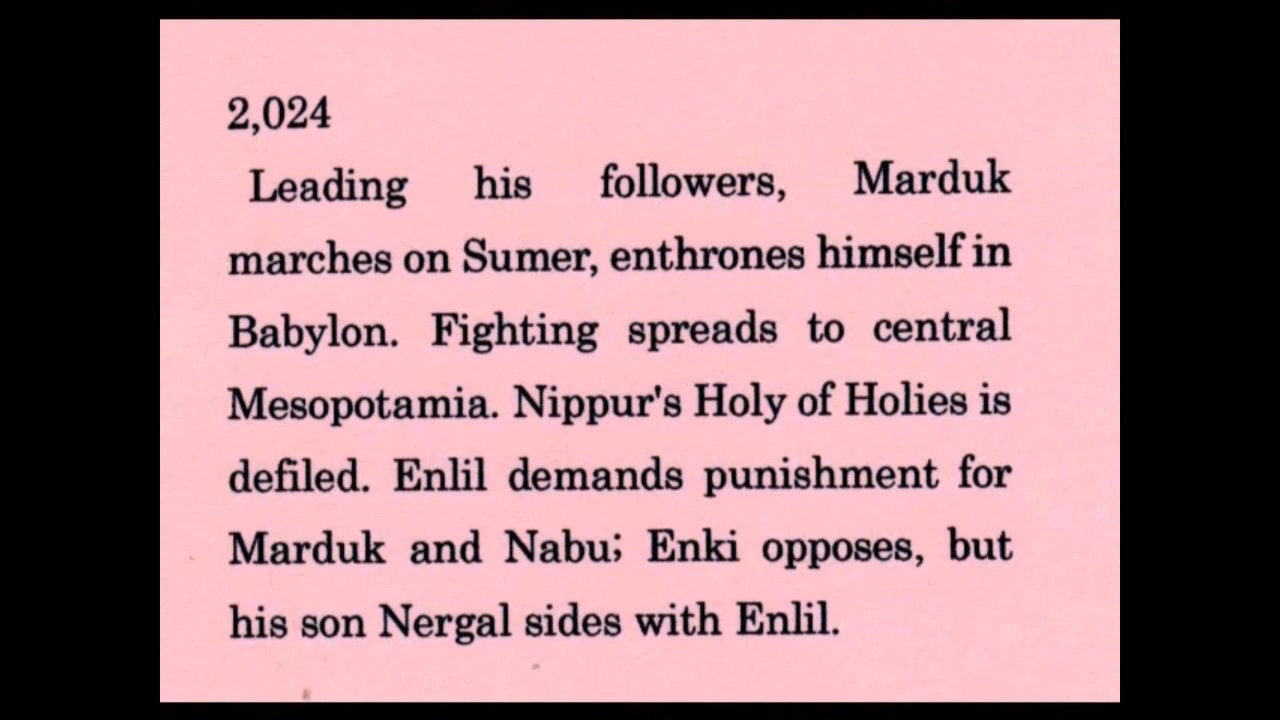 2,024
Leading his followers, Marduk
marches on Sumer, enthrones himself in
Babylon. Fighting spreads to central
Mesopotamia. Nippur's Holy of Holies is
defiled. Enlil demands punishment for
Marduk and Nabu; Enki opposes, but
his son Nergal sides with Enlil.